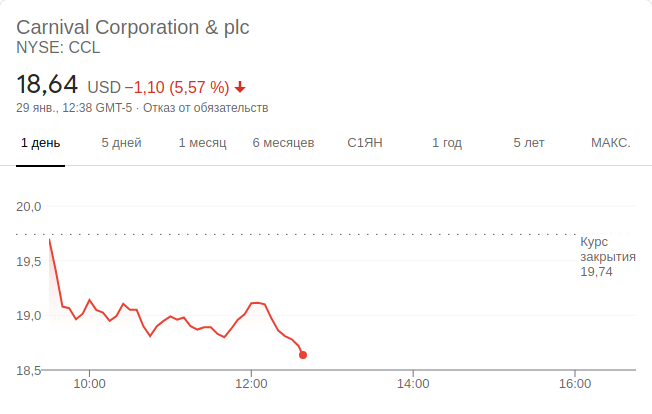 Carnival Corporation & plc
NYSE: CCL
18,64 USD −1,10 (5,57 %)
29 янв., 12:38 GMT-5 · Отказ от обязательств
1 день 5 дней 1 месяц 6 месяцев С1ЯН 1 год 5 лет МАКС.
20,0
Курс
закрытия
19,74
19,5
19,0
18,5
10:00 12:00 14:00 16:00